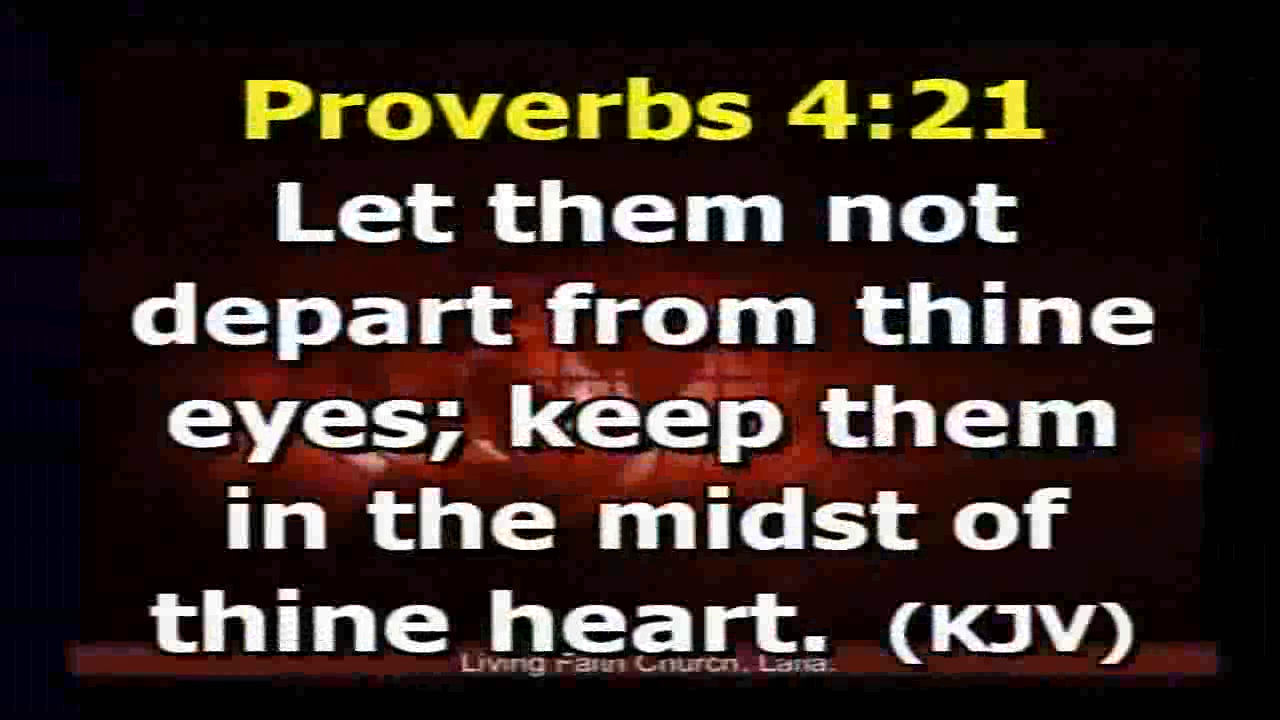 Proverbs 4:21
Let them not
depart from thine
eyes; keep them
in the midst of
thine heart. (KJV)
Living Faith Church.